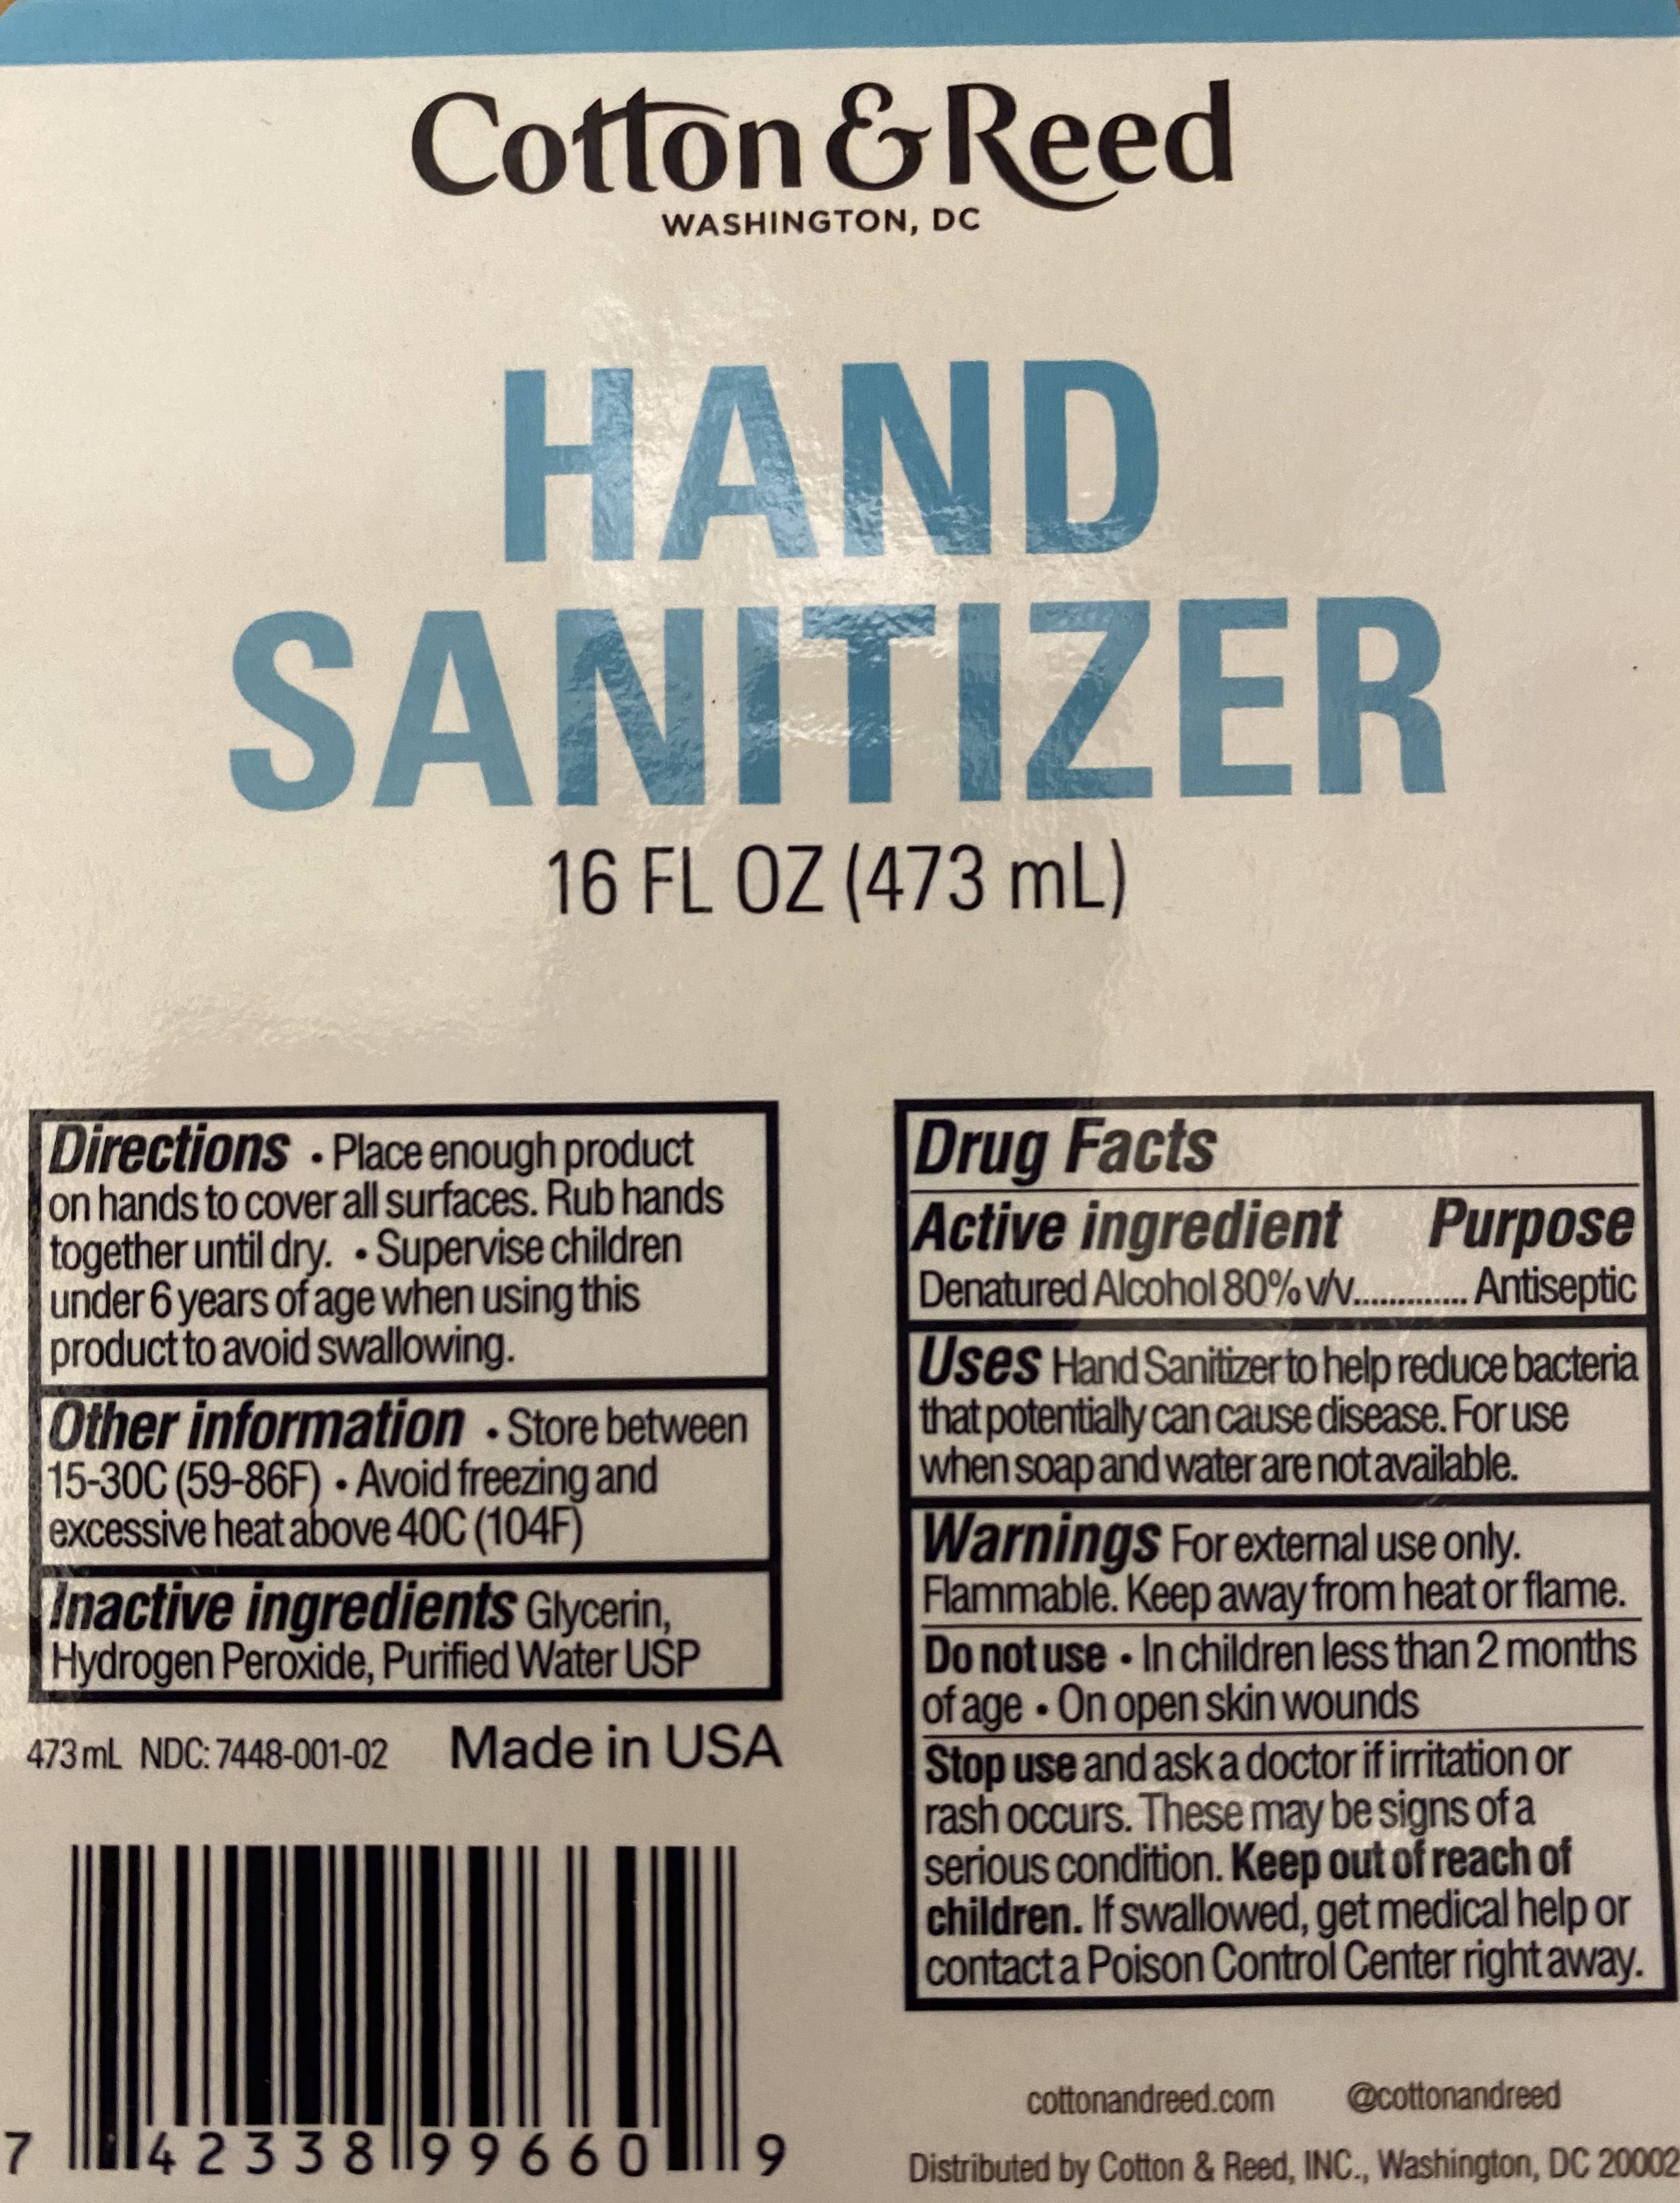 Cotton & Reed
WASHINGTON, DC
HAND
SANITIZER
16 FL OZ (473 mL)
Directions • Place enough product
on hands to cover all surfaces. Rub hands
together until dry. • Supervise children
under 6 years of age when using this
product to avoid swallowing.
Other information • Store between
15-30C (59-86F) • Avoid freezing and
excessive heat above 40C (104F)
Inactive ingredients Glycerin,
Hydrogen Peroxide, Purified Water USP
473 mL NDC: 7448-001-02 Made in USA
7 42338 99660 9
Drug Facts
Active ingredient Purpose
Denatured Alcohol 80% v/v............. Antiseptic
Uses Hand Sanitizer to help reduce bacteria
that potentially can cause disease. For use
when soap and water are not available.
Warnings For external use only.
Flammable. Keep away from heat or flame.
Do not use • In children less than 2 months
of age • On open skin wounds
Stop use and ask a doctor if irritation or
rash occurs. These may be signs of a
serious condition. Keep out of reach of
children. If swallowed, get medical help or
contact a Poison Control Center right away.
cottonandreed.com @cottonandreed
Distributed by Cotton & Reed, INC., Washington, DC 20002